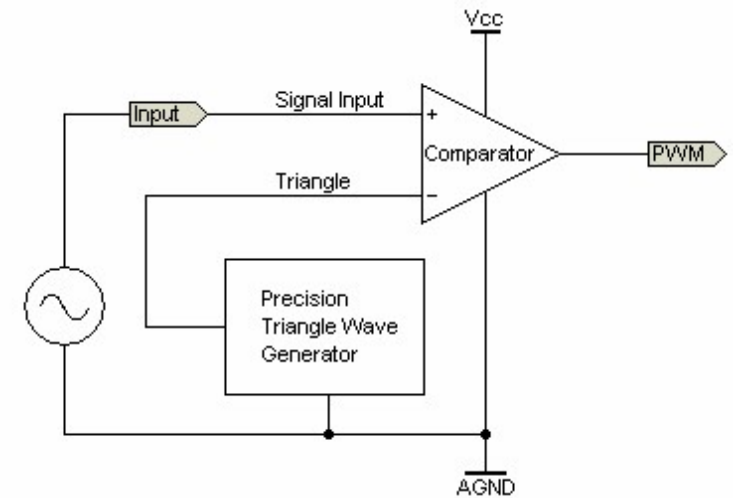 Vcc
Input
Signal Input
+
Comparator
PWM
Triangle
−
Precision
Triangle Wave
Generator
AGND